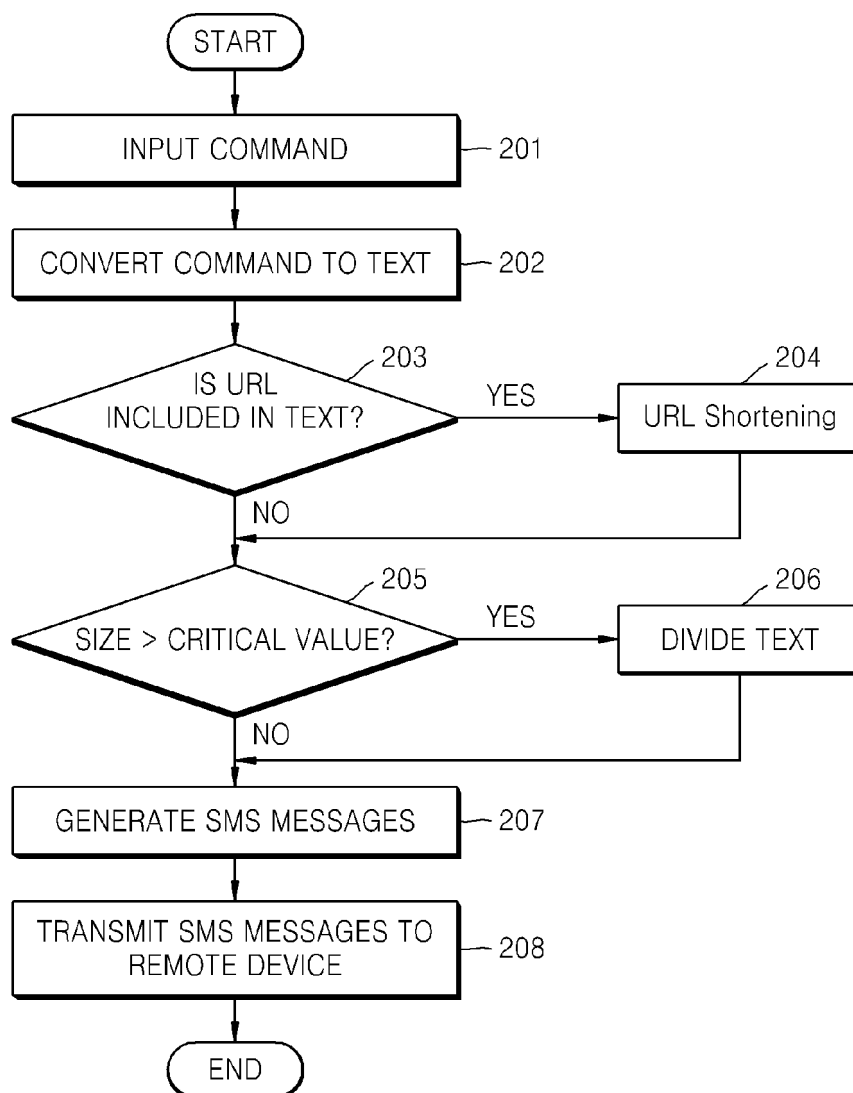 START
INPUT COMMAND
201
CONVERT COMMAND TO TEXT
202
203
IS URL
INCLUDED IN TEXT?
YES
204
URL Shortening
NO
205
SIZE > CRITICAL VALUE?
YES
206
DIVIDE TEXT
NO
GENERATE SMS MESSAGES
207
TRANSMIT SMS MESSAGES TO
REMOTE DEVICE
208
END